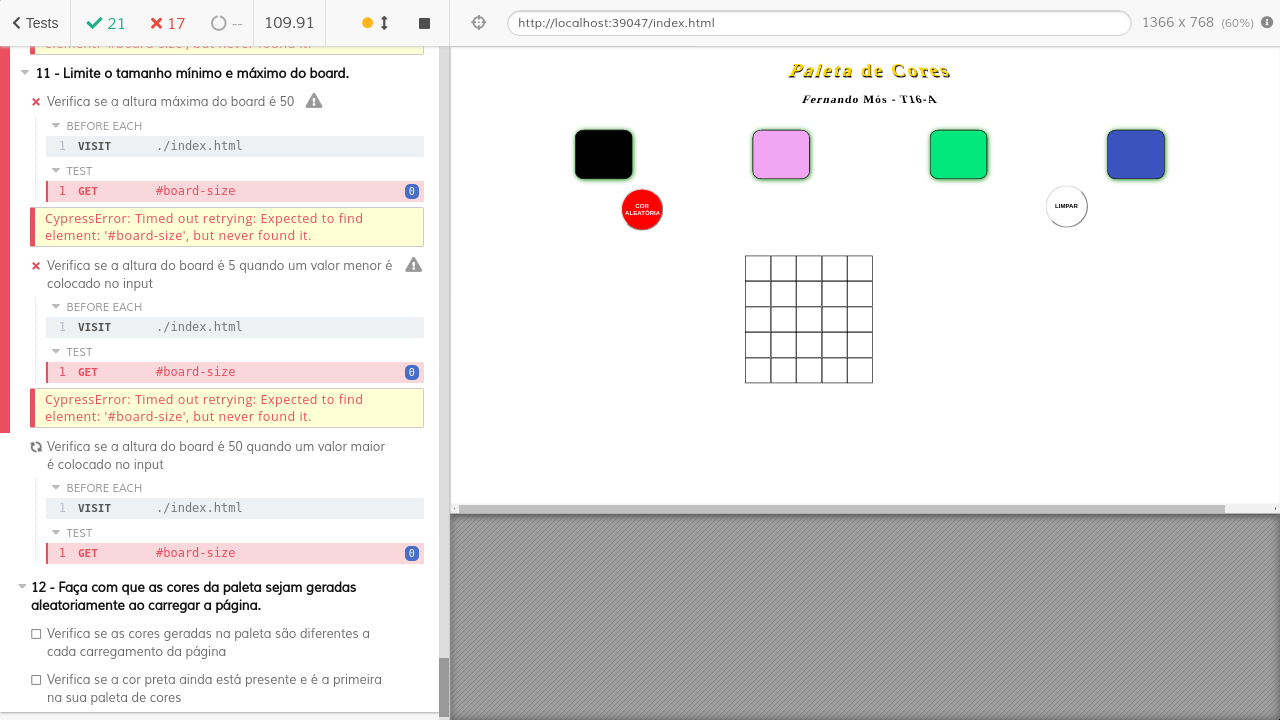 Tests
21
17
--
109.91
http://localhost:39047/index.html
1366 x 768 (60%)
element: '#board-size', but never found it.
11 - Limite o tamanho mínimo e máximo do board.
Verifica se a altura máxima do board é 50
BEFORE EACH
1 VISIT ./index.html
TEST
1 GET #board-size 0
CypressError: Timed out retrying: Expected to find
element: '#board-size', but never found it.
Verifica se a altura do board é 5 quando um valor menor é
colocado no input
BEFORE EACH
1 VISIT ./index.html
TEST
1 GET #board-size 0
CypressError: Timed out retrying: Expected to find
element: '#board-size', but never found it.
Verifica se a altura do board é 50 quando um valor maior
é colocado no input
BEFORE EACH
1 VISIT ./index.html
TEST
1 GET #board-size 0
12 - Faça com que as cores da paleta sejam geradas
aleatoriamente ao carregar a página.
Verifica se as cores geradas na paleta são diferentes a
cada carregamento da página
Verifica se a cor preta ainda está presente e é a primeira
na sua paleta de cores
Paleta de Cores
Fernando Mós - T16-A
COR
ALEATÓRIA
LIMPAR